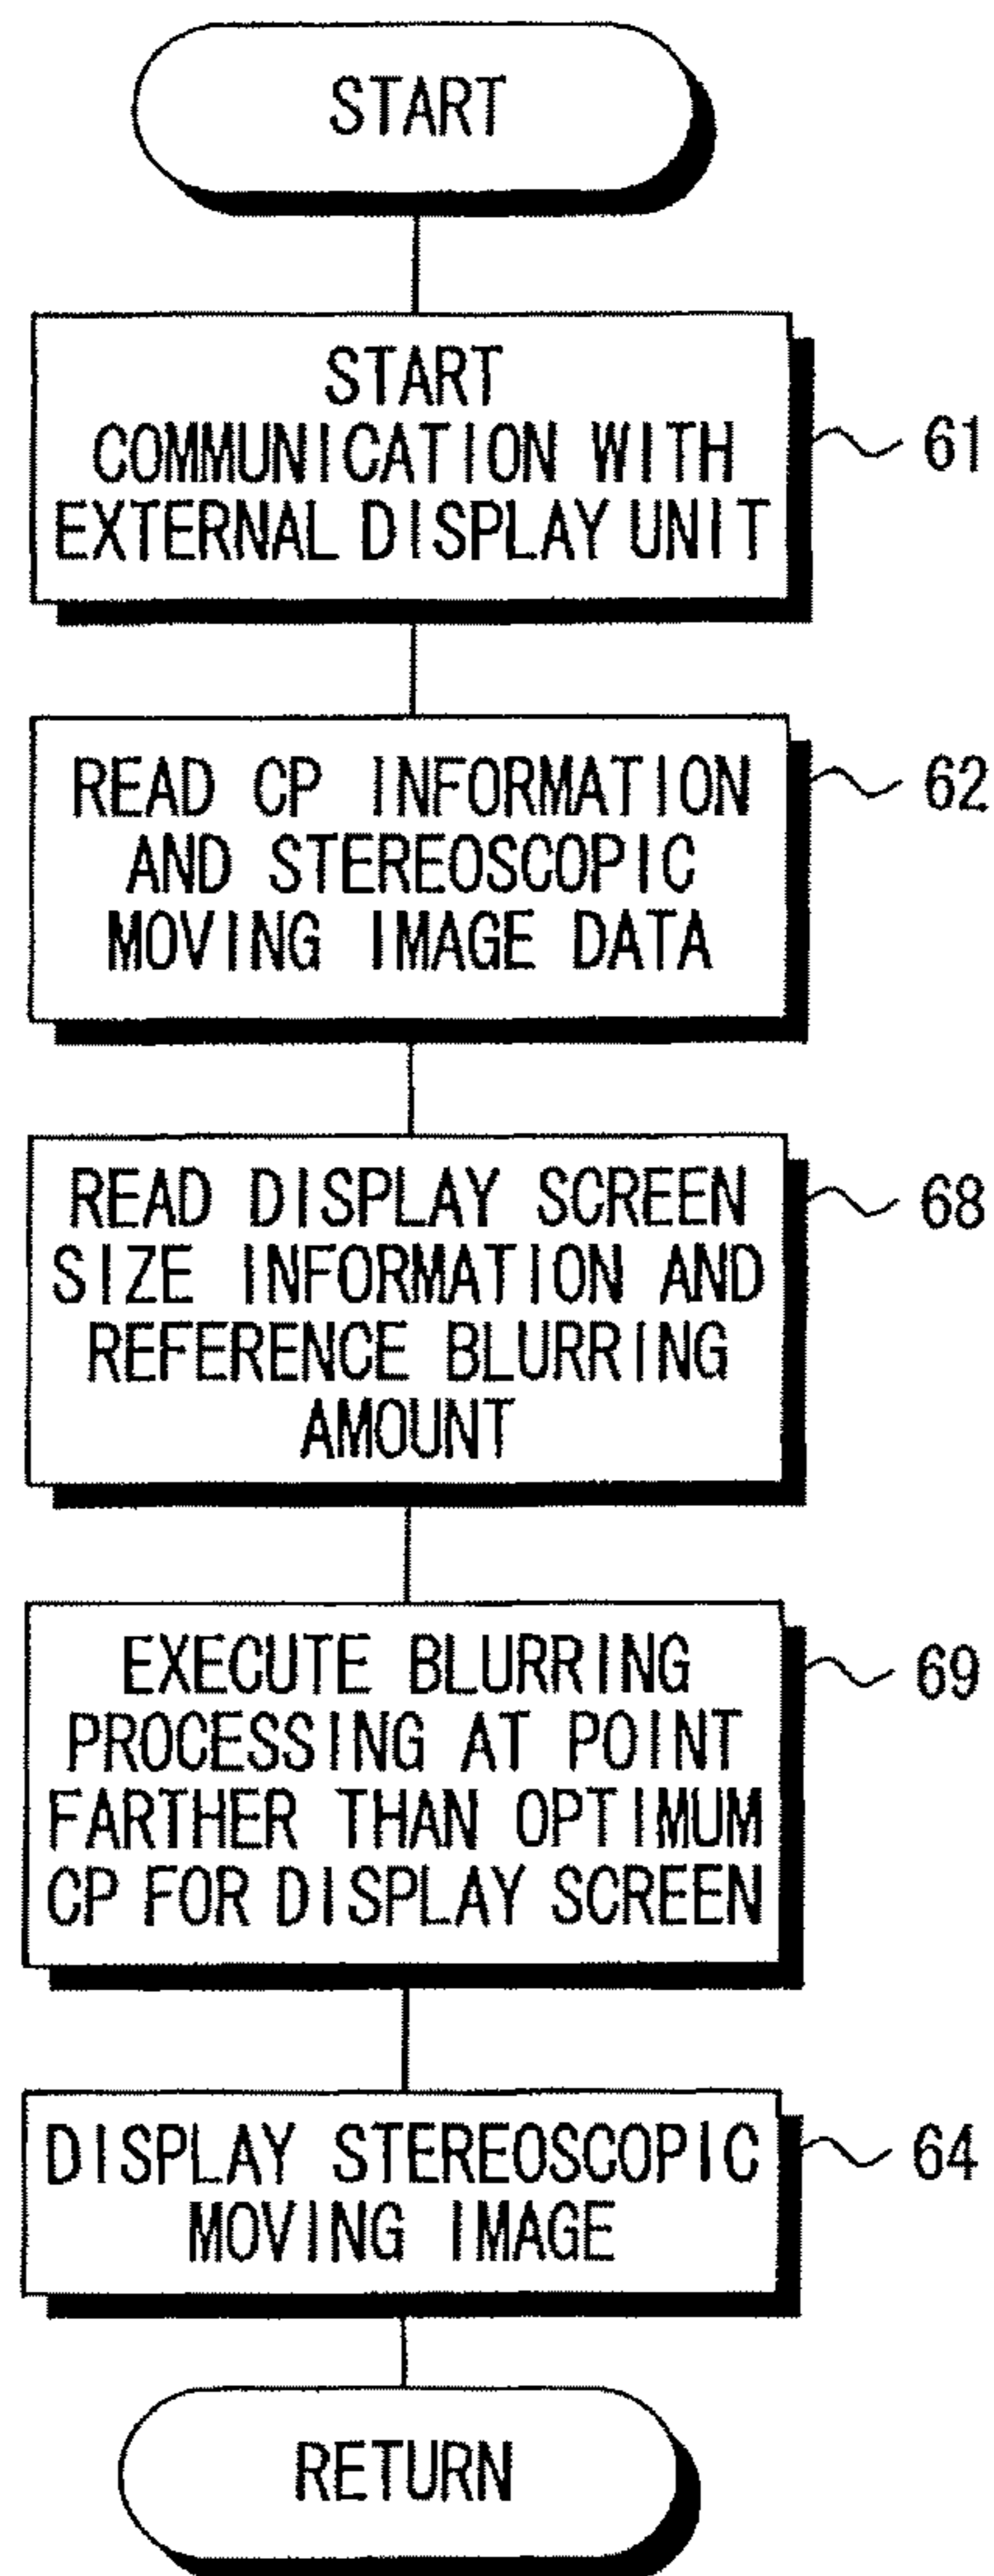 START
START
COMMUNICATION WITH
EXTERNAL DISPLAY UNIT
61
READ CP INFORMATION
AND STEREOSCOPIC
MOVING IMAGE DATA
62
READ DISPLAY SCREEN
SIZE INFORMATION AND
REFERENCE BLURRING
AMOUNT
68
EXECUTE BLURRING
PROCESSING AT POINT
FARTHER THAN OPTIMUM
CP FOR DISPLAY SCREEN
69
DISPLAY STEREOSCOPIC
MOVING IMAGE
64
RETURN